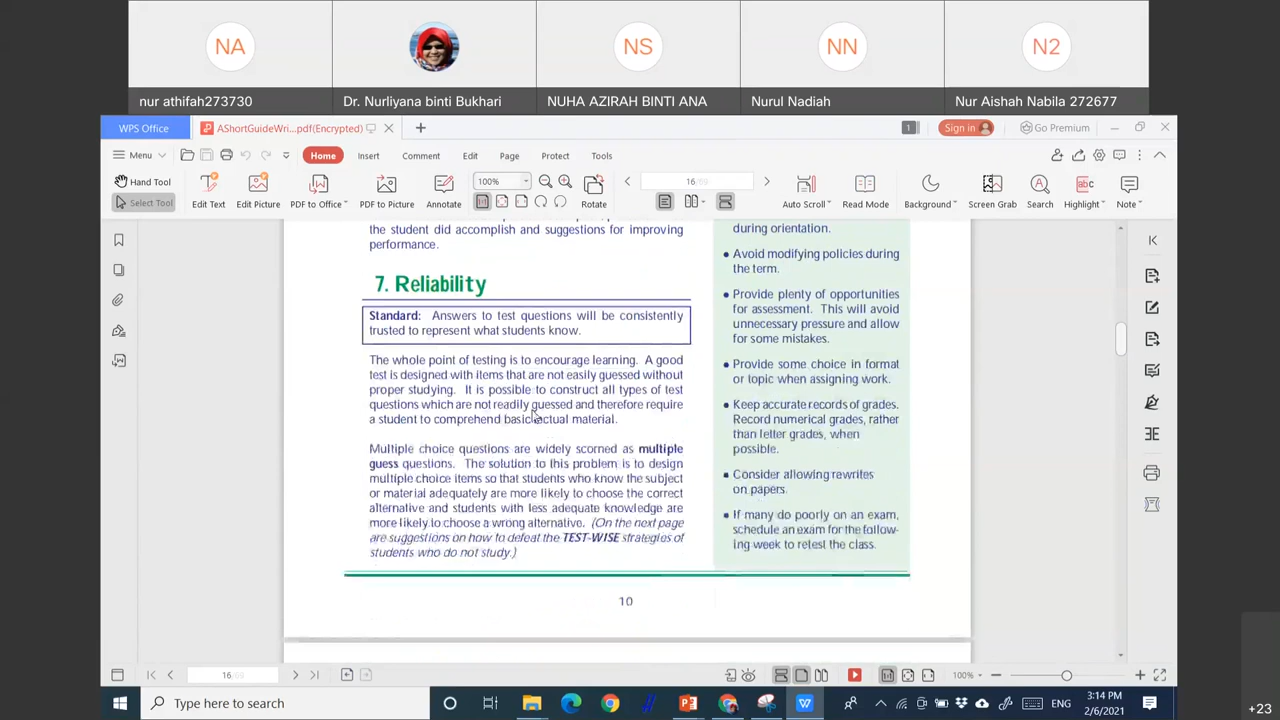 NA
NS
NN
N2
nur athifah273730
Dr. Nurliyana binti Bukhari
NUHA AZIRAH BINTI ANA
Nurul Nadiah
Nur Aishah Nabila 272677
WPS Office
AShortGuideWri...pdf(Encrypted)
1
Sign in
Go Premium
Menu
Home
Insert
Comment
Edit
Page
Protect
Tools
Hand Tool
Select Tool
Edit Text
Edit Picture
PDF to Office
PDF to Picture
Annotate
100%
Rotate
16/69
Auto Scroll
Read Mode
Background
Screen Grab
Search
Highlight
Note
the student did accomplish and suggestions for improving
performance.
7. Reliability
Standard: Answers to test questions will be consistently
trusted to represent what students know.
The whole point of testing is to encourage learning. A good
test is designed with items that are not easily guessed without
proper studying. It is possible to construct all types of test
questions which are not readily guessed and therefore require
a student to comprehend basic factual material.
Multiple choice questions are widely scorned as multiple
guess questions. The solution to this problem is to design
multiple choice items so that students who know the subject
or material adequately are more likely to choose the correct
alternative and students with less adequate knowledge are
more likely to choose a wrong alternative. (On the next page
are suggestions on how to defeat the TEST-WISE strategies of
students who do not study.)
during orientation.
• Avoid modifying policies during
the term.
• Provide plenty of opportunities
for assessment. This will avoid
unnecessary pressure and allow
for some mistakes.
• Provide some choice in format
or topic when assigning work.
• Keep accurate records of grades.
Record numerical grades, rather
than letter grades, when
possible.
• Consider allowing rewrites
on papers.
• If many do poorly on an exam,
schedule an exam for the follow-
ing week to retest the class.
10
16/69
100%
Type here to search
ENG
3:14 PM
2/6/2021
+23